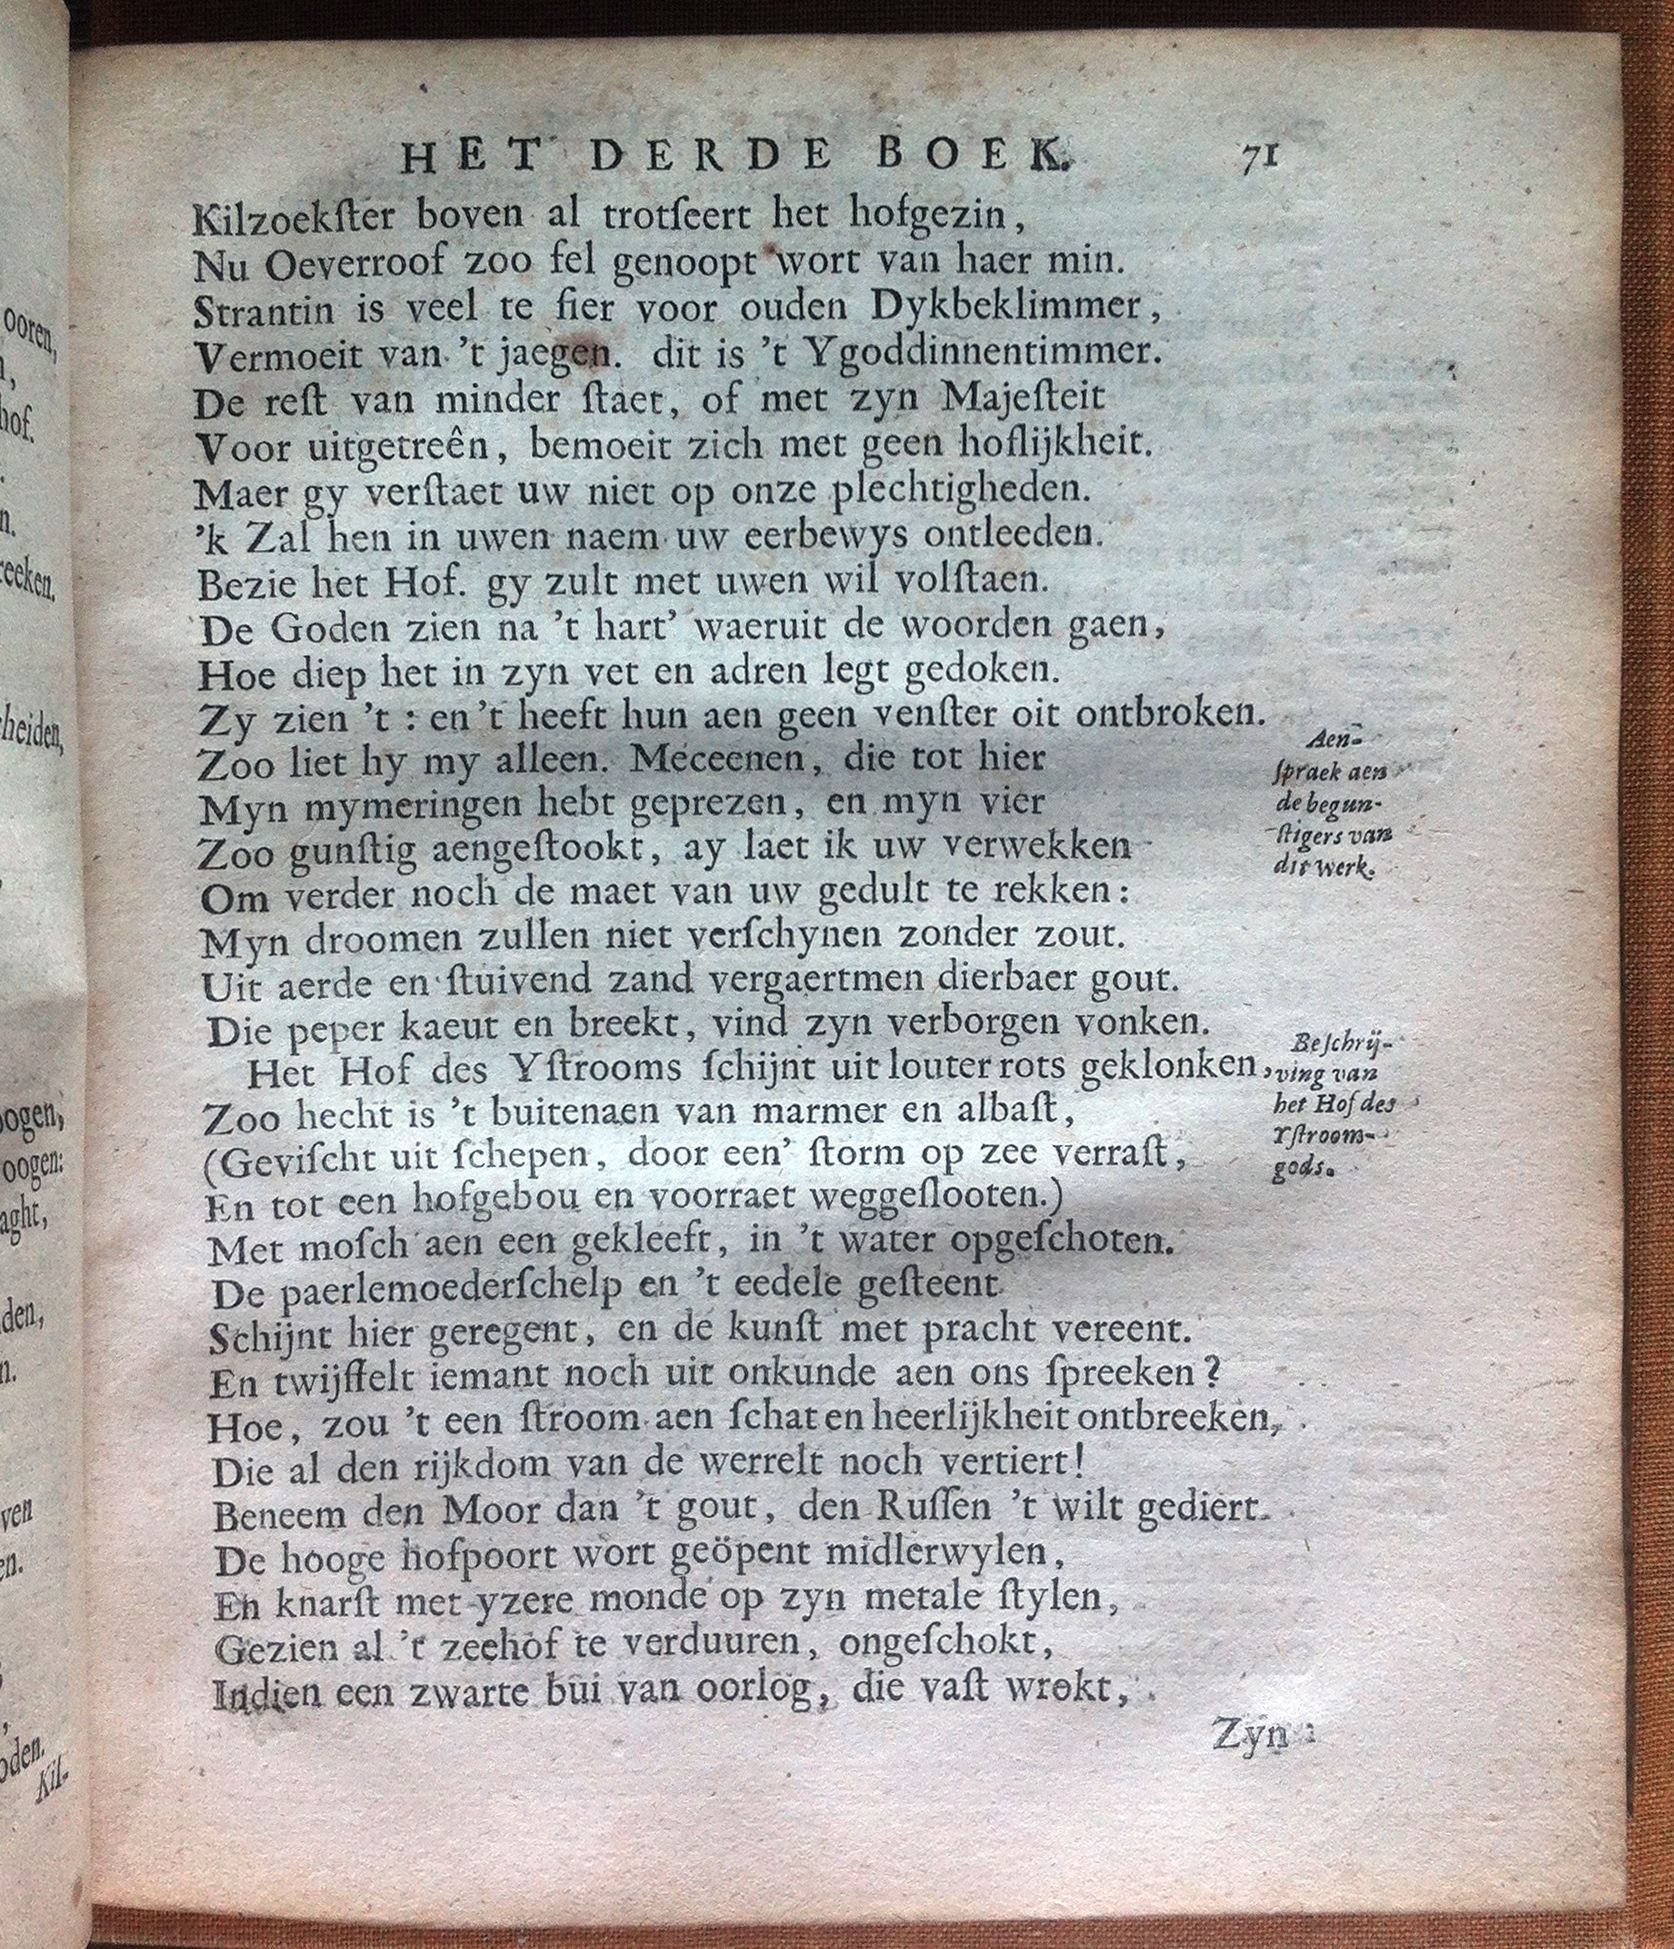 HET DERDE BOEK. 71
Kilzoekſter boven al trotſeert het hofgezin,
Nu Oeverroof zoo fel genoopt wort van haer min.
Strantin is veel te fier voor ouden Dykbeklimmer,
Vermoeit van 't jaegen. dit is 't Ygoddinnentimmer.
De reſt van minder ſtaet, of met zyn Majeſteit
Voor uitgetreên, bemoeit zich met geen hoflijkheit.
Maer gy verſtaet uw niet op onze plechtigheden.
'k Zal hen in uwen naem uw eerbewys ontleeden.
Bezie het Hof. gy zult met uwen wil volſtaen.
De Goden zien na 't hart' waeruit de woorden gaen,
Hoe diep het in zyn vet en adren legt gedoken.
Zy zien 't : en 't heeft hun aen geen venſter oit ontbroken.
Zoo liet hy my alleen. Meceenen, die tot hier
Myn mymeringen hebt geprezen, en myn vier
Zoo gunſtig aengeſtookt, ay laet ik uw verwekken
Om verder noch de maet van uw gedult te rekken:
Myn droomen zullen niet verſchynen zonder zout.
Uit aerde en ſtuivend zand vergaertmen dierbaer gout.
Die peper kaeut en breekt, vind zyn verborgen vonken.
Het Hof des Yſtrooms ſchijnt uit louter rots geklonken,
Zoo hecht is 't buitenaen van marmer en albaſt,
(Geviſcht uit ſchepen, door een' ſtorm op zee verraſt,
En tot een hofgebou en voorraet weggeſlooten.)
Met moſch aen een gekleeft, in 't water opgeſchoten.
De paerlemoederſchelp en 't eedele geſteent
Schijnt hier geregent, en de kunſt met pracht vereent.
En twijffelt iemant noch uit onkunde aen ons ſpreeken?
Hoe, zou 't een ſtroom aen ſchat en heerlijkheit ontbreeken,
Die al den rijkdom van de werrelt noch vertiert!
Beneem den Moor dan 't gout, den Ruſſen 't wilt gediert.
De hooge hofpoort wort geöpent midlerwylen,
En knarſt met yzere monde op zyn metale ſtylen,
Gezien al 't zeehof te verduuren, ongeſchokt,
Indien een zwarte bui van oorlog, die vaſt wrokt,
Zyn
Aen-
ſpraek aen
de begun-
ſtigers van
dit werk.
Beſchrij-
ving van
het Hof des
Yſtroom-
gods.
ooren,
hof.
n.
reeken.
heiden,
oogen,
oogen:
aght,
den,
n.
ven
en.
oden.
Kil-